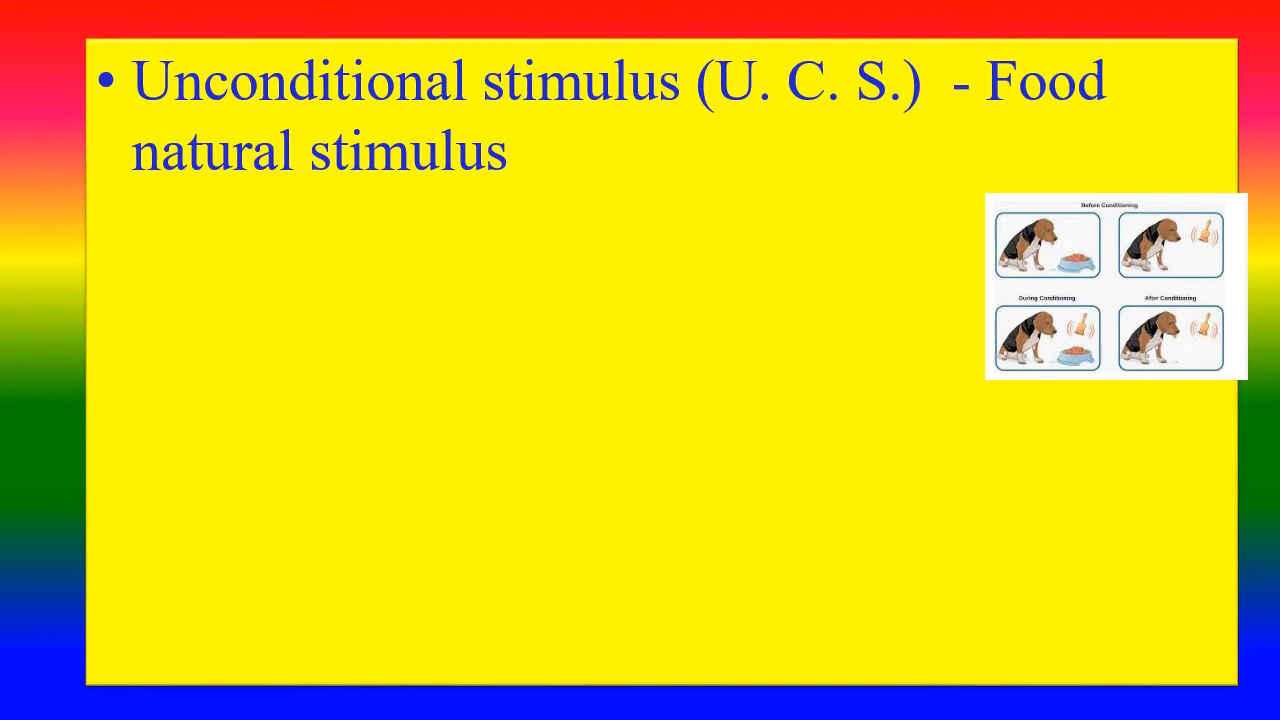 • Unconditional stimulus (U. C. S.)  - Food
natural stimulus
Before Conditioning
During Conditioning
After Conditioning